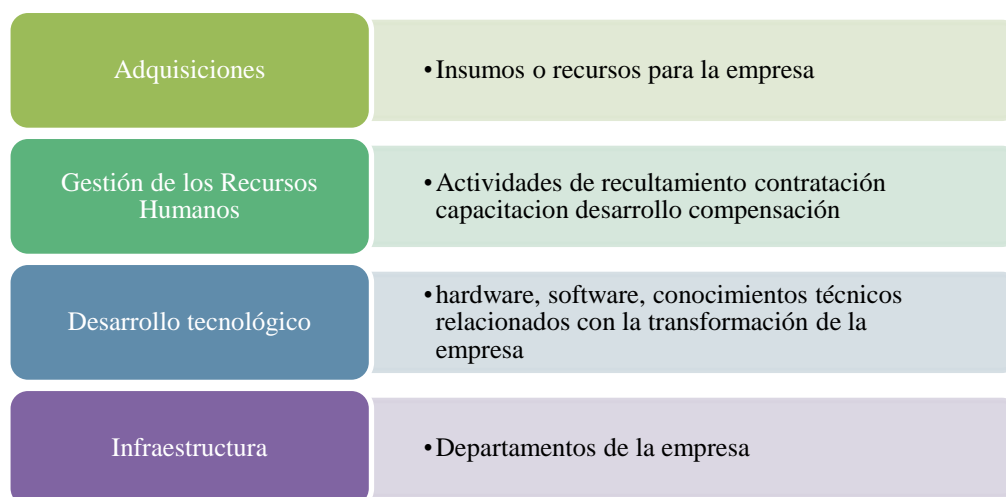 Adquisiciones
•Insumos o recursos para la empresa
Gestión de los Recursos
Humanos
•Actividades de recultamiento contratación
capacitacion desarrollo compensación
Desarrollo tecnológico
•hardware, software, conocimientos técnicos
relacionados con la transformación de la
empresa
Infraestructura
•Departamentos de la empresa